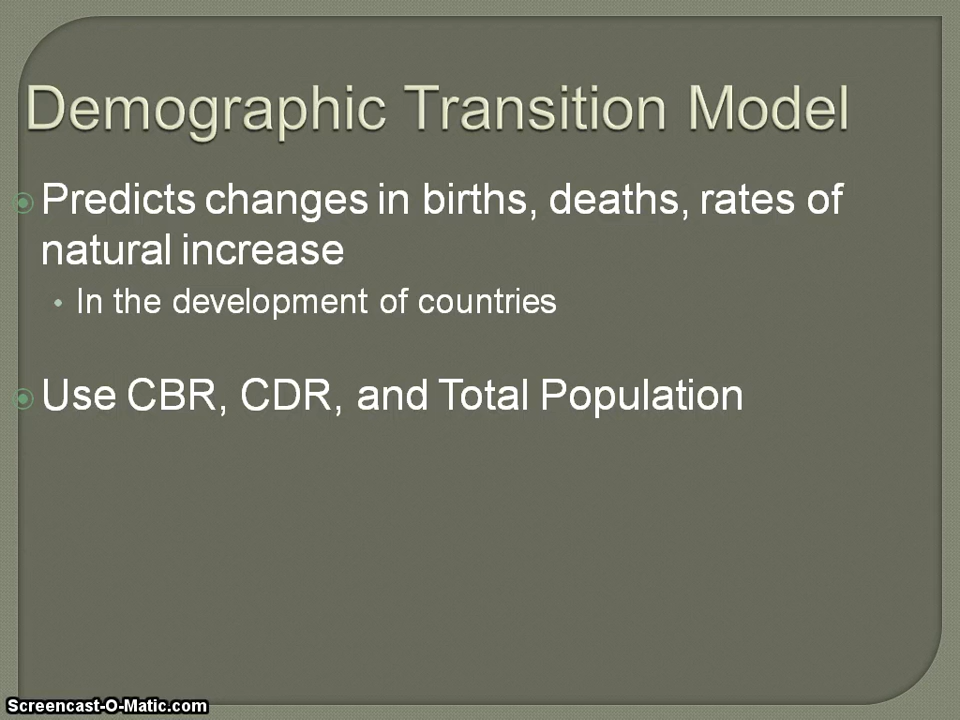 Demographic Transition Model
Predicts changes in births, deaths, rates of
natural increase
In the development of countries
Use CBR, CDR, and Total Population
Screencast-O-Matic.com